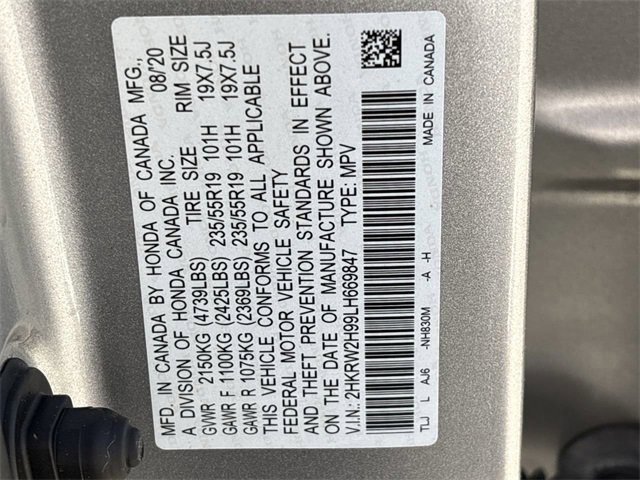 MFD. IN CANADA BY HONDA OF CANADA MFG.,
A DIVISION OF HONDA CANADA INC. 08/'20
TIRE SIZE RIM SIZE
GVWR 2150KG (4739LBS)
GAWR F 1100KG (2425LBS) 235/55R19 101H 19X7.5J
GAWR R 1075KG (2369LBS) 235/55R19 101H 19X7.5J
THIS VEHICLE CONFORMS TO ALL APPLICABLE
FEDERAL MOTOR VEHICLE SAFETY
AND THEFT PREVENTION STANDARDS IN EFFECT
ON THE DATE OF MANUFACTURE SHOWN ABOVE.
V.I.N: 2HKRW2H99LH669847 TYPE: MPV
TLJ L AJ6 -NH830M -A -H MADE IN CANADA